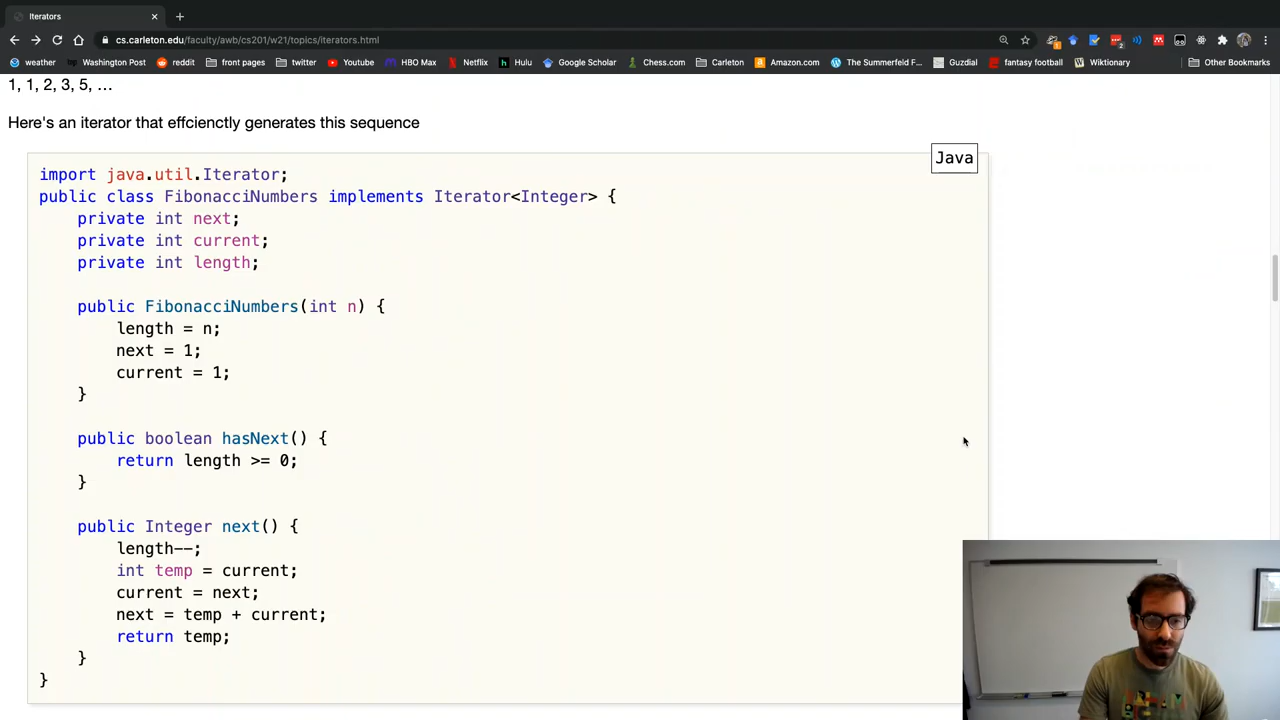 Iterators
cs.carleton.edu/faculty/awb/cs201/w21/topics/iterators.html
weather Washington Post reddit front pages twitter Youtube HBO Max Netflix Hulu Google Scholar Chess.com Carleton Amazon.com The Summerfeld F... Guzdial fantasy football Wiktionary Other Bookmarks
1, 1, 2, 3, 5, ...
Here's an iterator that effcienctly generates this sequence
Java
import java.util.Iterator;
public class FibonacciNumbers implements Iterator<Integer> {
    private int next;
    private int current;
    private int length;
    public FibonacciNumbers(int n) {
        length = n;
        next = 1;
        current = 1;
    }
    public boolean hasNext() {
        return length >= 0;
    }
    public Integer next() {
        length--;
        int temp = current;
        current = next;
        next = temp + current;
        return temp;
    }
}